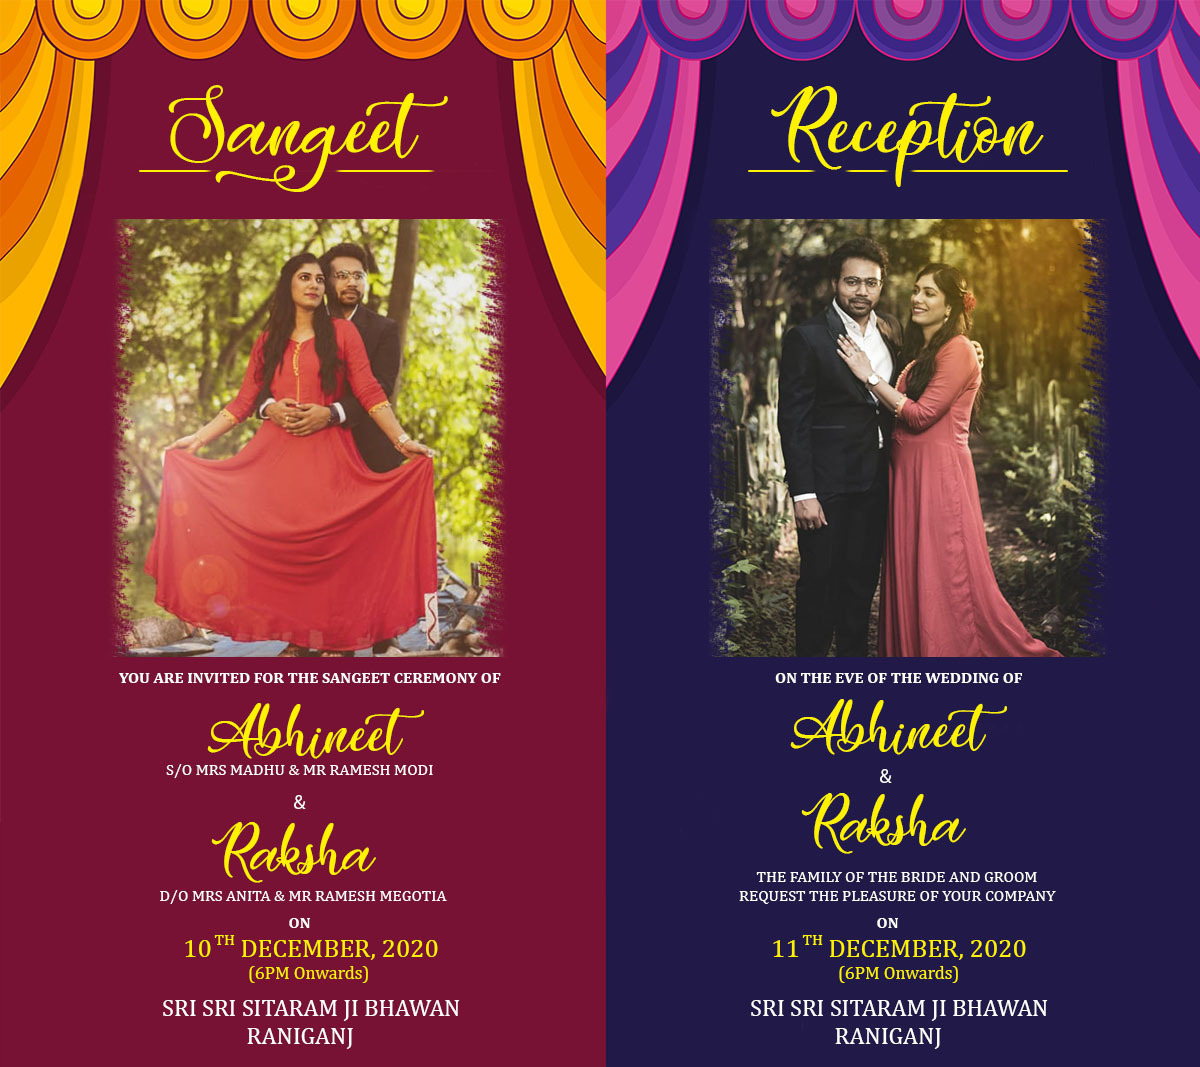 Sangeet
YOU ARE INVITED FOR THE SANGEET CEREMONY OF
Abhineet
S/O MRS MADHU & MR RAMESH MODI
&
Raksha
D/O MRS ANITA & MR RAMESH MEGOTIA
ON
10TH DECEMBER, 2020
(6PM Onwards)
SRI SRI SITARAM JI BHAWAN
RANIGANJ
Reception
ON THE EVE OF THE WEDDING OF
Abhineet
&
Raksha
THE FAMILY OF THE BRIDE AND GROOM
REQUEST THE PLEASURE OF YOUR COMPANY
ON
11TH DECEMBER, 2020
(6PM Onwards)
SRI SRI SITARAM JI BHAWAN
RANIGANJ